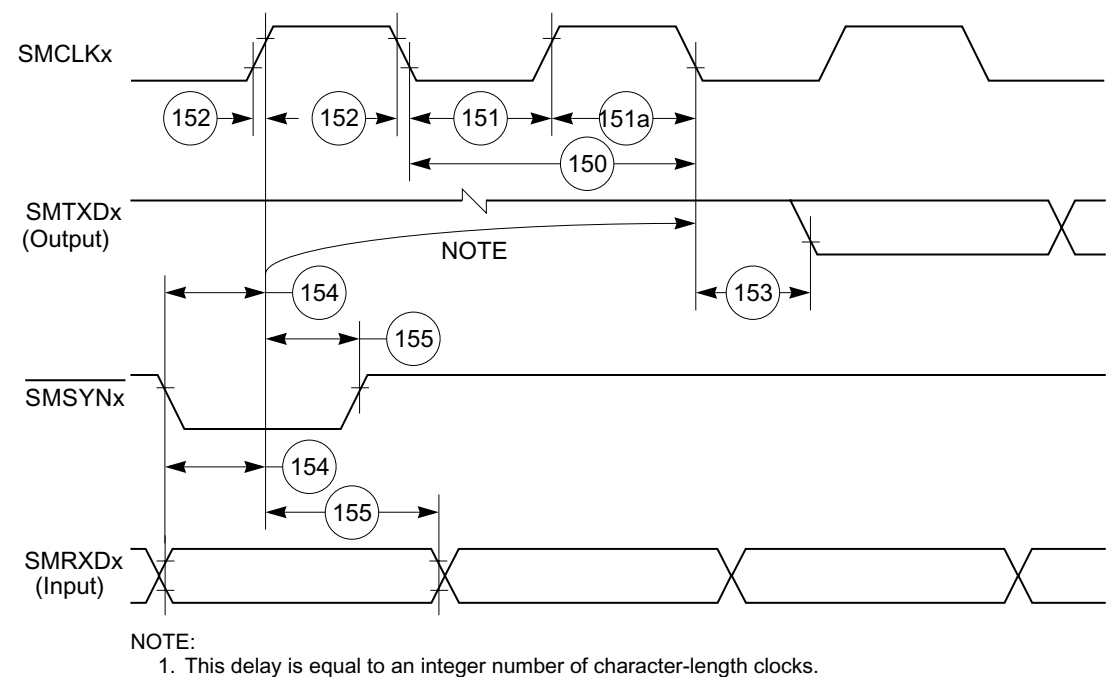 SMCLKx
152
152
151
151a
150
SMTXDx
(Output)
NOTE
154
153
155
SMSYNx
154
155
SMRXDx
(Input)
NOTE:
1. This delay is equal to an integer number of character-length clocks.